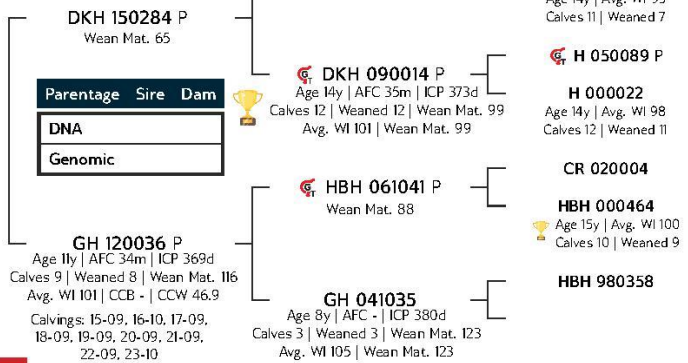 DKH 150284 P
Wean Mat. 65
Parentage Sire Dam
DNA
Genomic
GH 120036 P
Age 11y | AFC 34m | ICP 369d
Calves 9 | Weaned 8 | Wean Mat. 116
Avg. WI 101 | CCB - | CCW 46.9
Calvings: 15-09, 16-10, 17-09,
18-09, 19-09, 20-09, 21-09,
22-09, 23-10
GT DKH 090014 P
Age 14y | AFC 35m | ICP 373d
Calves 12 | Weaned 12 | Wean Mat. 99
Avg. WI 101 | Wean Mat. 99
GT HBH 061041 P
Wean Mat. 88
GH 041035
Age 8y | AFC - | ICP 380d
Calves 3 | Weaned 3 | Wean Mat. 123
Avg. WI 105 | Wean Mat. 123
Calves 11 | Weaned 7
GT H 050089 P
H 000022
Age 14y | Avg. WI 98
Calves 12 | Weaned 11
CR 020004
HBH 000464
Age 15y | Avg. WI 100
Calves 10 | Weaned 9
HBH 980358